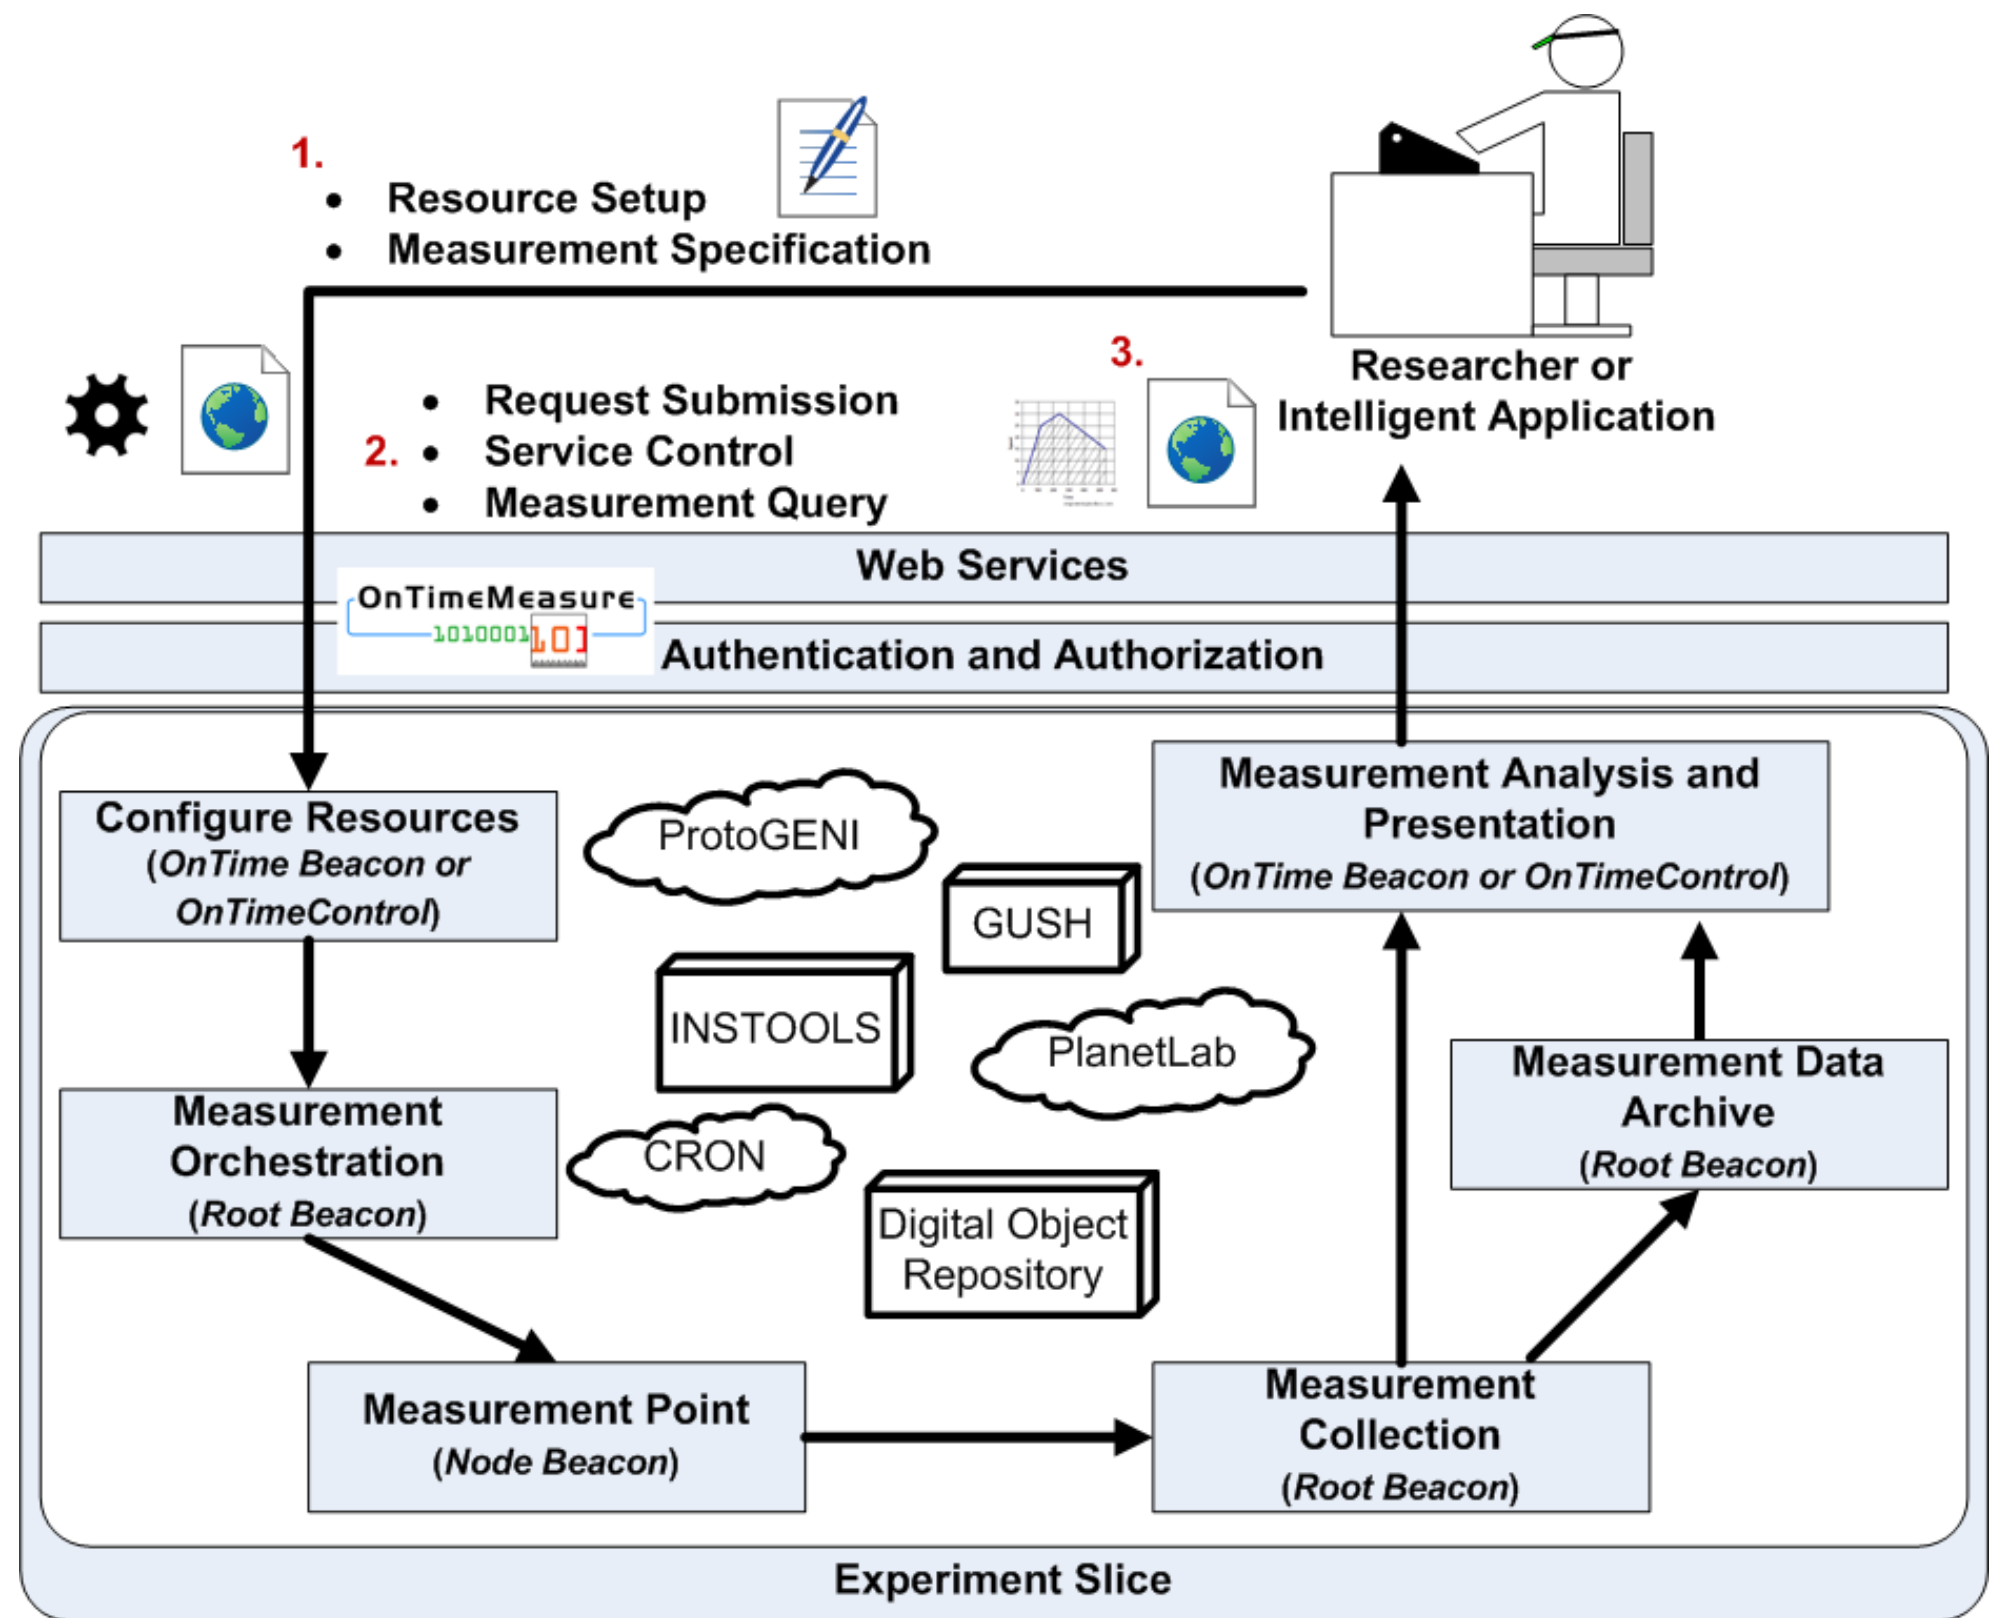 1.
• Resource Setup
• Measurement Specification
• Request Submission
2. • Service Control
• Measurement Query
3.
Researcher or
Intelligent Application
Web Services
OnTimeMeasure
1010001101
Authentication and Authorization
Configure Resources
(OnTime Beacon or
OnTimeControl)
ProtoGENI
GUSH
Measurement Analysis and
Presentation
(OnTime Beacon or OnTimeControl)
INSTOOLS
PlanetLab
Measurement
Orchestration
(Root Beacon)
CRON
Measurement Data
Archive
(Root Beacon)
Digital Object
Repository
Measurement Point
(Node Beacon)
Measurement
Collection
(Root Beacon)
Experiment Slice